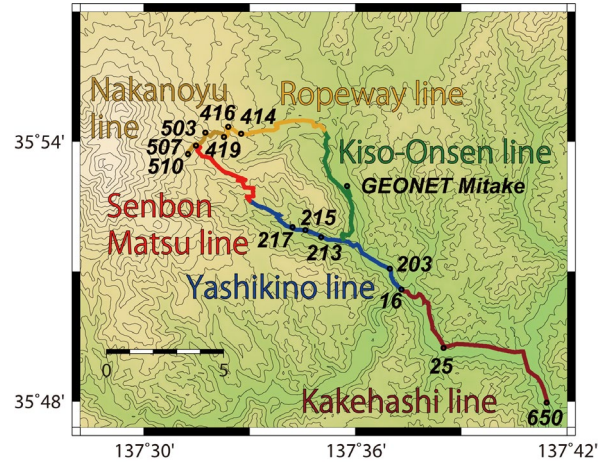 Nakanoyu
line
416
414
Ropeway line
503
35°54'
507
419
510
Kiso-Onsen line
GEONET Mitake
Senbon
Matsu line
215
217
213
203
Yashikino line
16
0
5
25
Kakehashi line
35°48'
650
137°30'
137°36'
137°42'